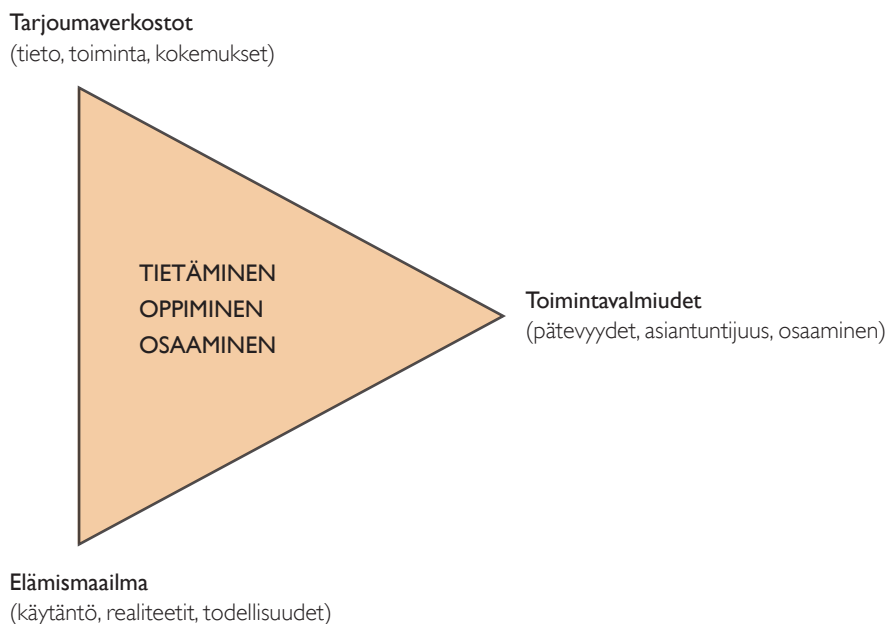 Tarjoumaverkostot
(tieto, toiminta, kokemukset)
TIETÄMINEN
OPPIMINEN
OSAAMINEN
Toimintavalmiudet
(pätevyydet, asiantuntijuus, osaaminen)
Elämismaailma
(käytäntö, realiteetit, todellisuudet)